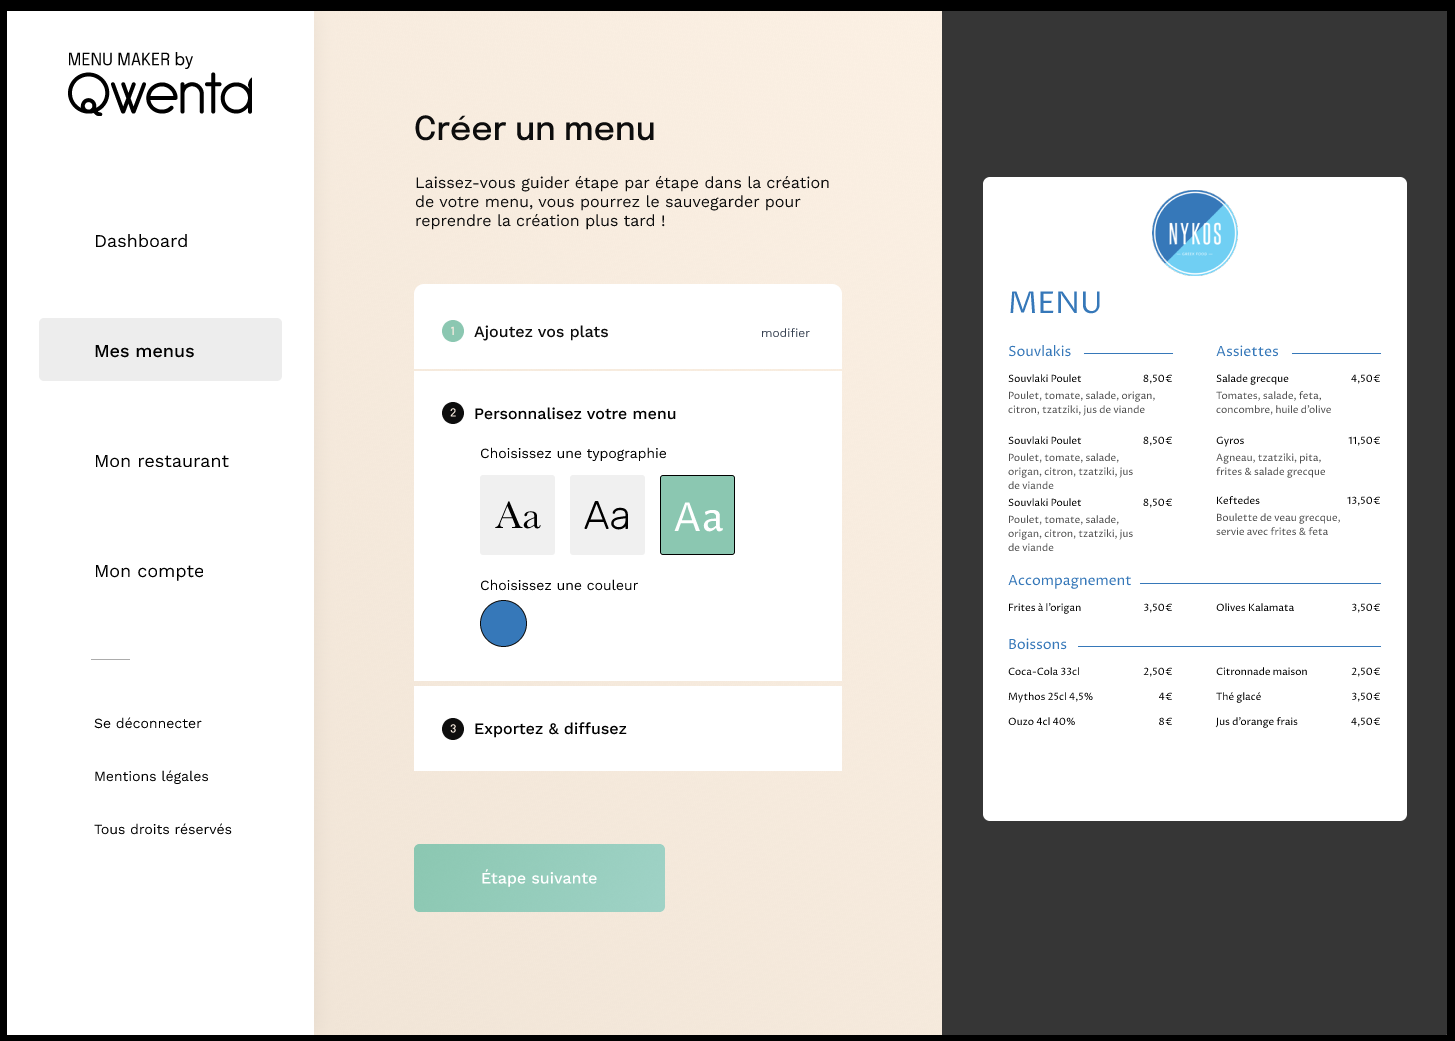 MENU MAKER by
Qwenta
Dashboard
Mes menus
Mon restaurant
Mon compte
Se déconnecter
Mentions légales
Tous droits réservés
Créer un menu
Laissez-vous guider étape par étape dans la création
de votre menu, vous pourrez le sauvegarder pour
reprendre la création plus tard !
1 Ajoutez vos plats modifier
2 Personnalisez votre menu
Choisissez une typographie
Aa Aa Aa
Choisissez une couleur
3 Exportez & diffusez
Étape suivante
NYKOS
MENU
Souvlakis
Souvlaki Poulet 8,50€
Poulet, tomate, salade, origan,
citron, tzatziki, jus de viande
Souvlaki Poulet 8,50€
Poulet, tomate, salade,
origan, citron, tzatziki, jus
de viande
Souvlaki Poulet 8,50€
Poulet, tomate, salade,
origan, citron, tzatziki, jus
de viande
Assiettes
Salade grecque 4,50€
Tomates, salade, feta,
concombre, huile d'olive
Gyros 11,50€
Agneau, tzatziki, pita,
frites & salade grecque
Keftedes 13,50€
Boulette de veau grecque,
servie avec frites & feta
Accompagnement
Frites à l'origan 3,50€ Olives Kalamata 3,50€
Boissons
Coca-Cola 33cl 2,50€ Citronnade maison 2,50€
Mythos 25cl 4,5% 4€ Thé glacé 3,50€
Ouzo 4cl 40% 8€ Jus d'orange frais 4,50€